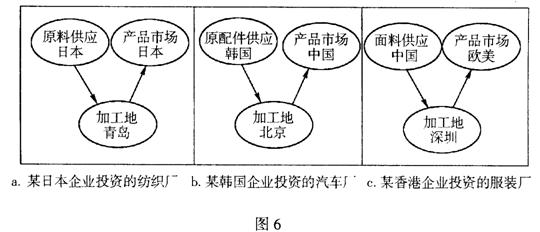 原料供应
日本
产品市场
日本
加工地
青岛
原配件供应
韩国
产品市场
中国
加工地
北京
面料供应
中国
产品市场
欧美
加工地
深圳
a. 某日本企业投资的纺织厂
b. 某韩国企业投资的汽车厂
c. 某香港企业投资的服装厂
图6